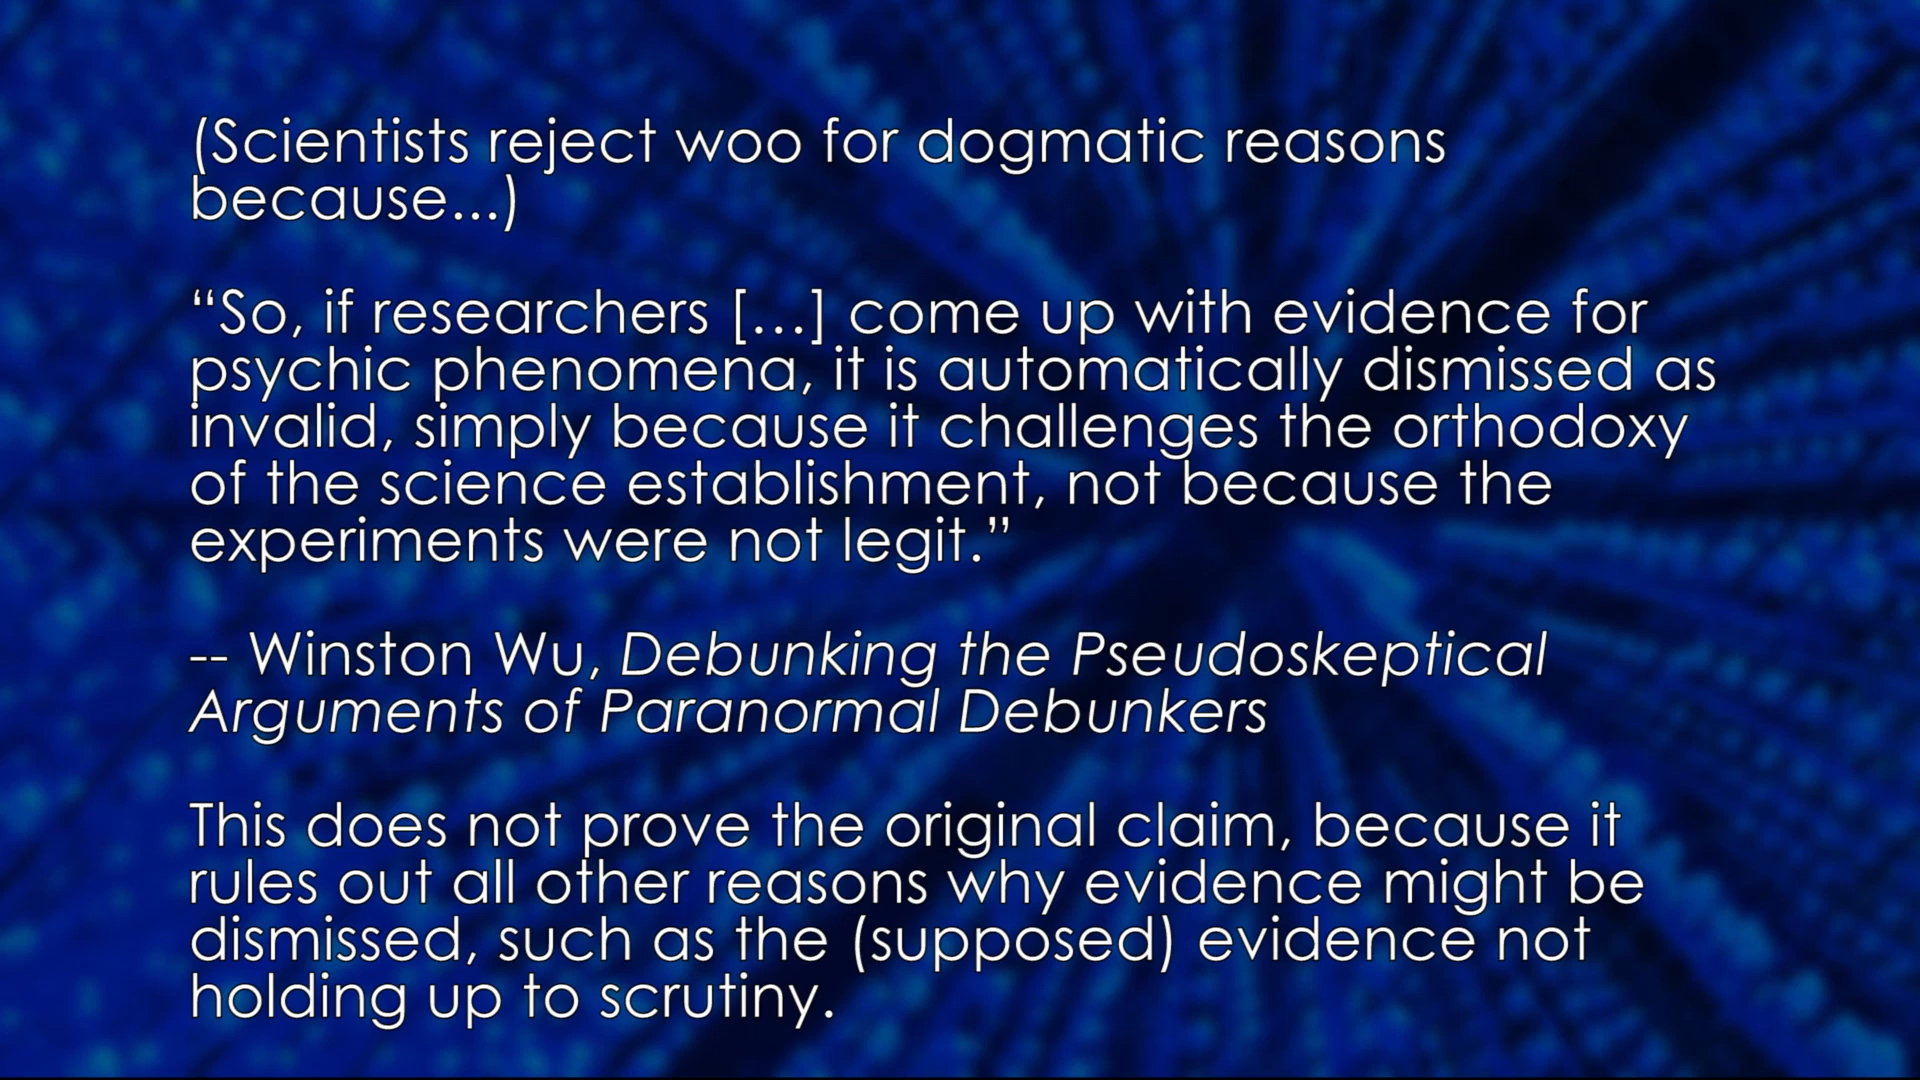 (Scientists reject woo for dogmatic reasons
because...)
“So, if researchers [...] come up with evidence for
psychic phenomena, it is automatically dismissed as
invalid, simply because it challenges the orthodoxy
of the science establishment, not because the
experiments were not legit.”
-- Winston Wu, Debunking the Pseudoskeptical
Arguments of Paranormal Debunkers
This does not prove the original claim, because it
rules out all other reasons why evidence might be
dismissed, such as the (supposed) evidence not
holding up to scrutiny.